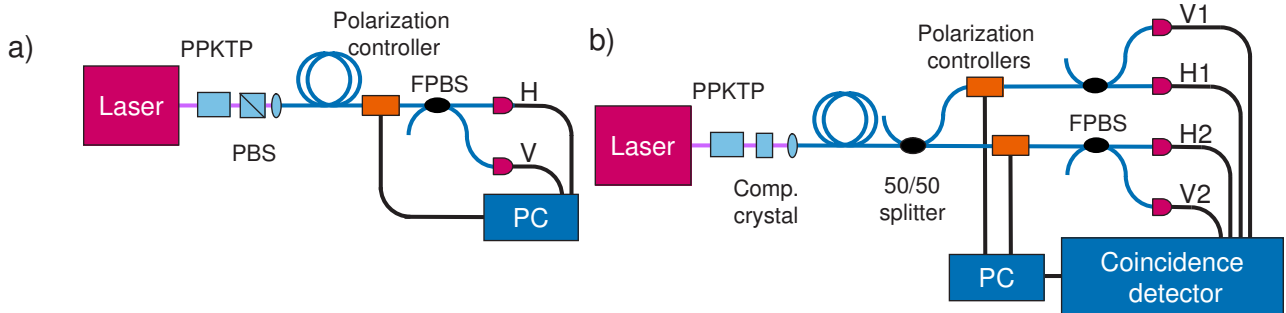 a)
PPKTP
Polarization
controller
Laser
FPBS
H
PBS
V
PC
b)
Polarization
controllers
V1
PPKTP
H1
Laser
FPBS
H2
Comp.
crystal
50/50
splitter
V2
PC
Coincidence
detector